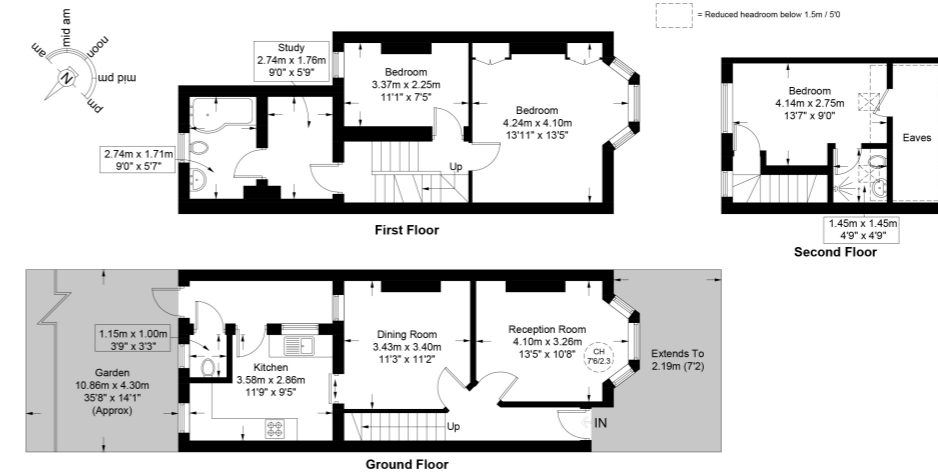 mid am
am
noon
mid pm
pm
N
= Reduced headroom below 1.5m / 5'0
Study
2.74m x 1.76m
9'0" x 5'9"
Bedroom
3.37m x 2.25m
11'1" x 7'5"
Bedroom
4.24m x 4.10m
13'11" x 13'5"
2.74m x 1.71m
9'0" x 5'7"
Up
First Floor
Bedroom
4.14m x 2.75m
13'7" x 9'0"
Eaves
1.45m x 1.45m
4'9" x 4'9"
Second Floor
1.15m x 1.00m
3'9" x 3'3"
Garden
10.86m x 4.30m
35'8" x 14'1"
(Approx)
Kitchen
3.58m x 2.86m
11'9" x 9'5"
Dining Room
3.43m x 3.40m
11'3" x 11'2"
Reception Room
4.10m x 3.26m
13'5" x 10'8"
CH
7'6/2.3
Extends To
2.19m (7'2)
Up
IN
Ground Floor